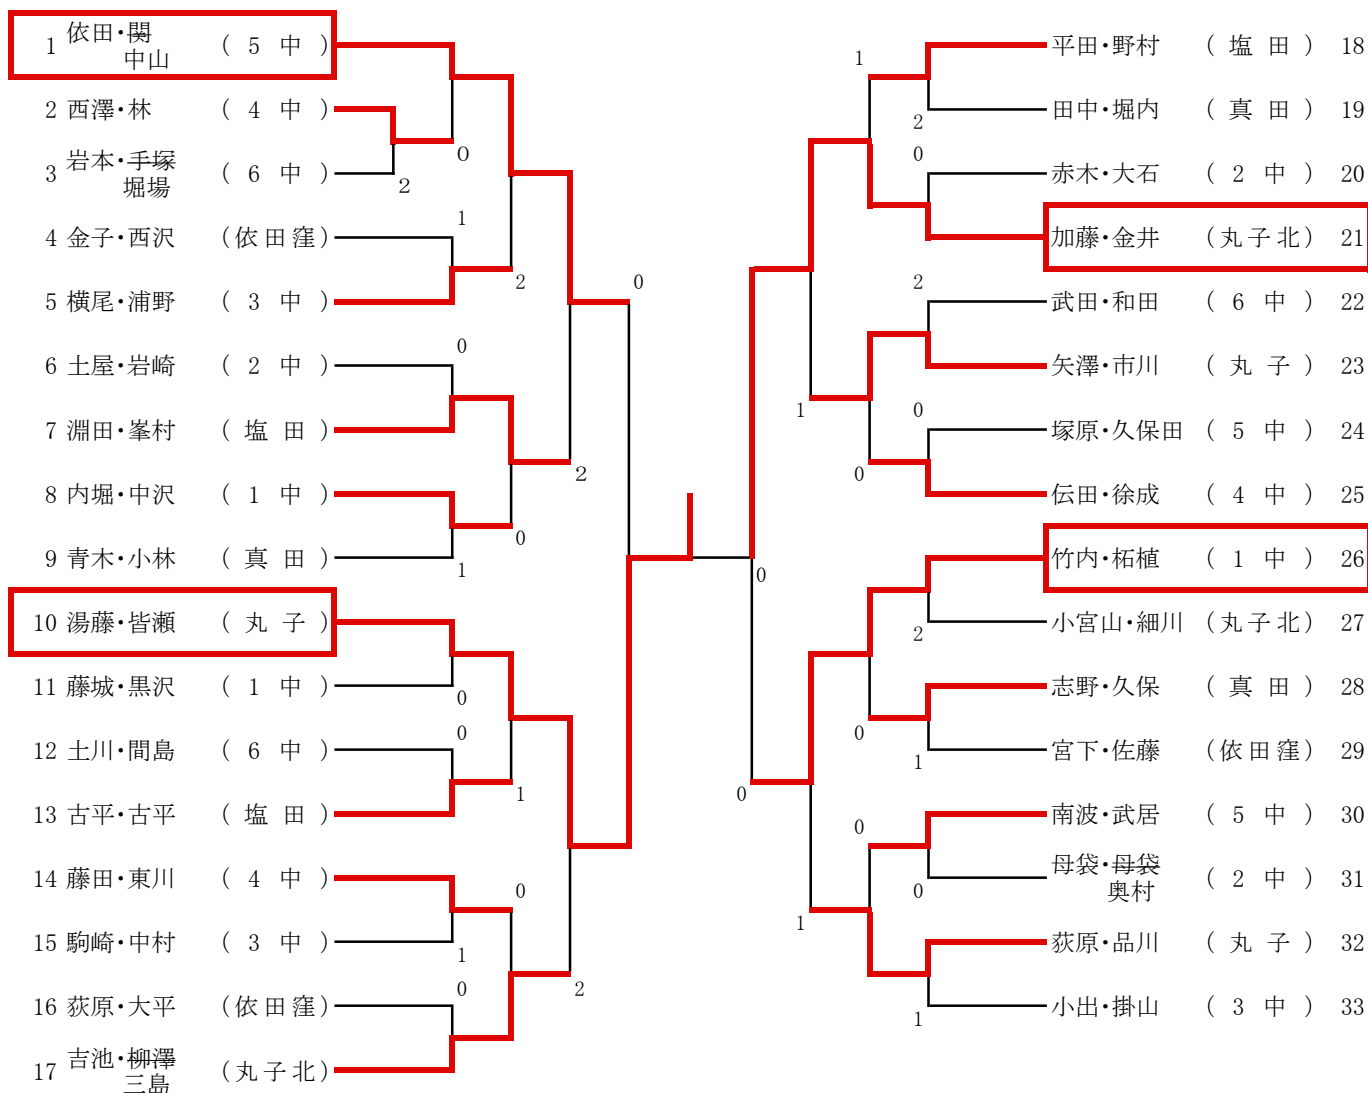 1 依田・関 中山 ( 5 中 )
2 西澤・林 ( 4 中 )
3 岩本・手塚 堀場 ( 6 中 )
4 金子・西沢 (依田窪)
5 横尾・浦野 ( 3 中 )
6 土屋・岩崎 ( 2 中 )
7 淵田・峯村 ( 塩 田 )
8 内堀・中沢 ( 1 中 )
9 青木・小林 ( 真 田 )
10 湯藤・皆瀬 ( 丸 子 )
11 藤城・黒沢 ( 1 中 )
12 土川・間島 ( 6 中 )
13 古平・古平 ( 塩 田 )
14 藤田・東川 ( 4 中 )
15 駒崎・中村 ( 3 中 )
16 荻原・大平 (依田窪)
17 吉池・柳澤 三島 (丸子北)
0
2
1
2
0
0
2
0
1
0
0
1
0
1
0
2
0
0
1
2
0
2
1
0
0
2
0
1
0
0
0
1
1
平田・野村 ( 塩 田 ) 18
田中・堀内 ( 真 田 ) 19
赤木・大石 ( 2 中 ) 20
加藤・金井 (丸子北) 21
武田・和田 ( 6 中 ) 22
矢澤・市川 ( 丸 子 ) 23
塚原・久保田 ( 5 中 ) 24
伝田・徐成 ( 4 中 ) 25
竹内・柘植 ( 1 中 ) 26
小宮山・細川 (丸子北) 27
志野・久保 ( 真 田 ) 28
宮下・佐藤 (依田窪) 29
南波・武居 ( 5 中 ) 30
母袋・母袋 奥村 ( 2 中 ) 31
荻原・品川 ( 丸 子 ) 32
小出・掛山 ( 3 中 ) 33